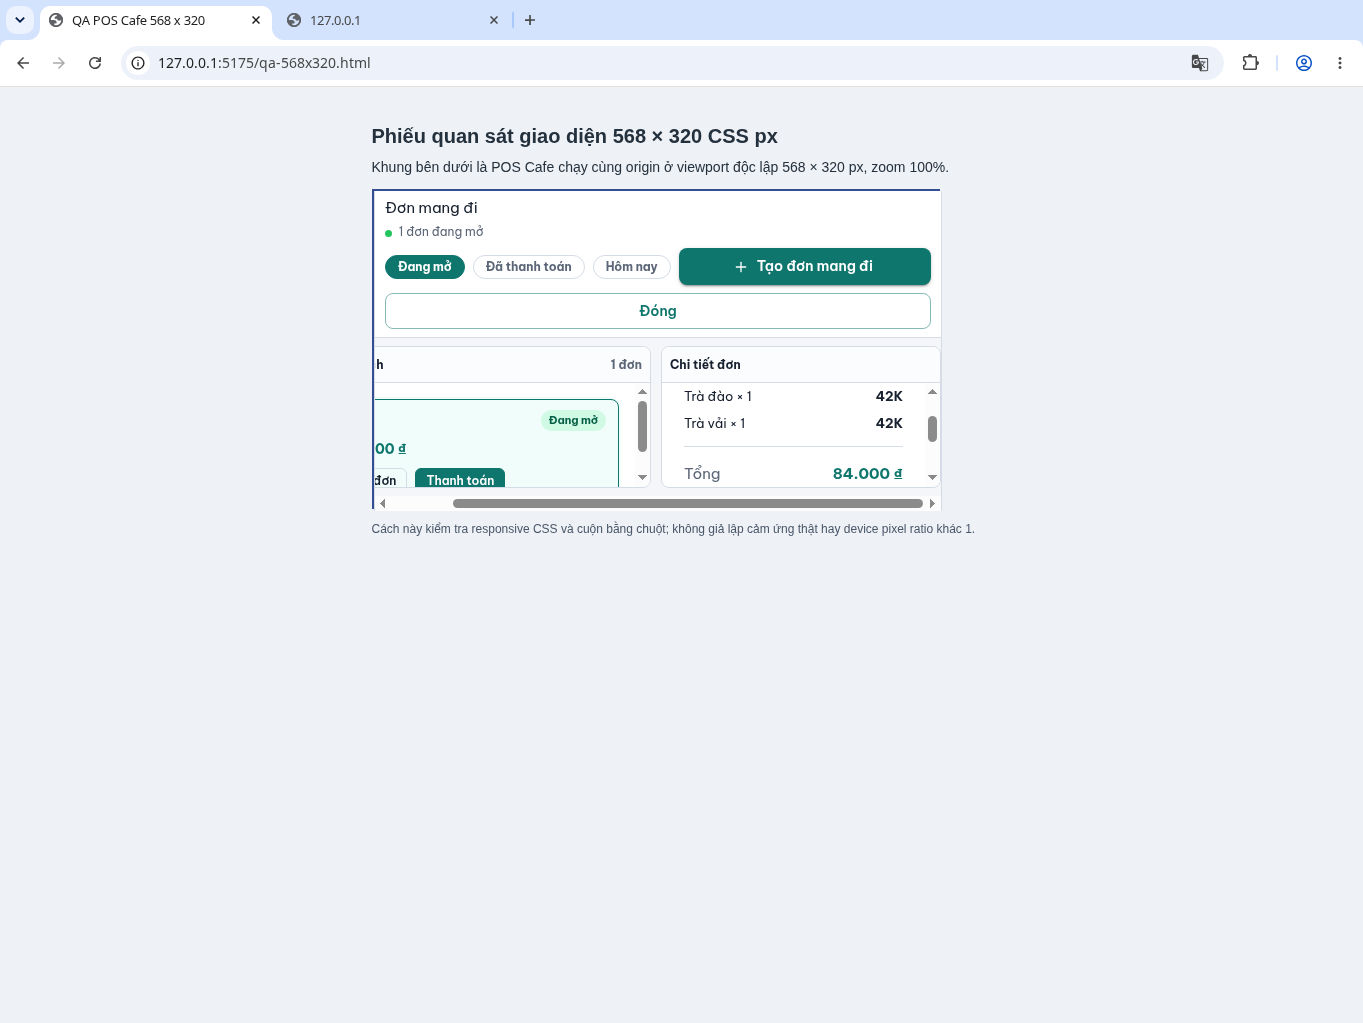 QA POS Cafe 568 x 320
127.0.0.1
127.0.0.1:5175/qa-568x320.html
Phiếu quan sát giao diện 568 × 320 CSS px
Khung bên dưới là POS Cafe chạy cùng origin ở viewport độc lập 568 × 320 px, zoom 100%.
Đơn mang đi
1 đơn đang mở
Đang mở Đã thanh toán Hôm nay + Tạo đơn mang đi
Đóng
h 1 đơn
Chi tiết đơn
Đang mở
00 ₫
đơn Thanh toán
Trà đào × 1 42K
Trà vải × 1 42K
Tổng 84.000 ₫
Cách này kiểm tra responsive CSS và cuộn bằng chuột; không giả lập cảm ứng thật hay device pixel ratio khác 1.